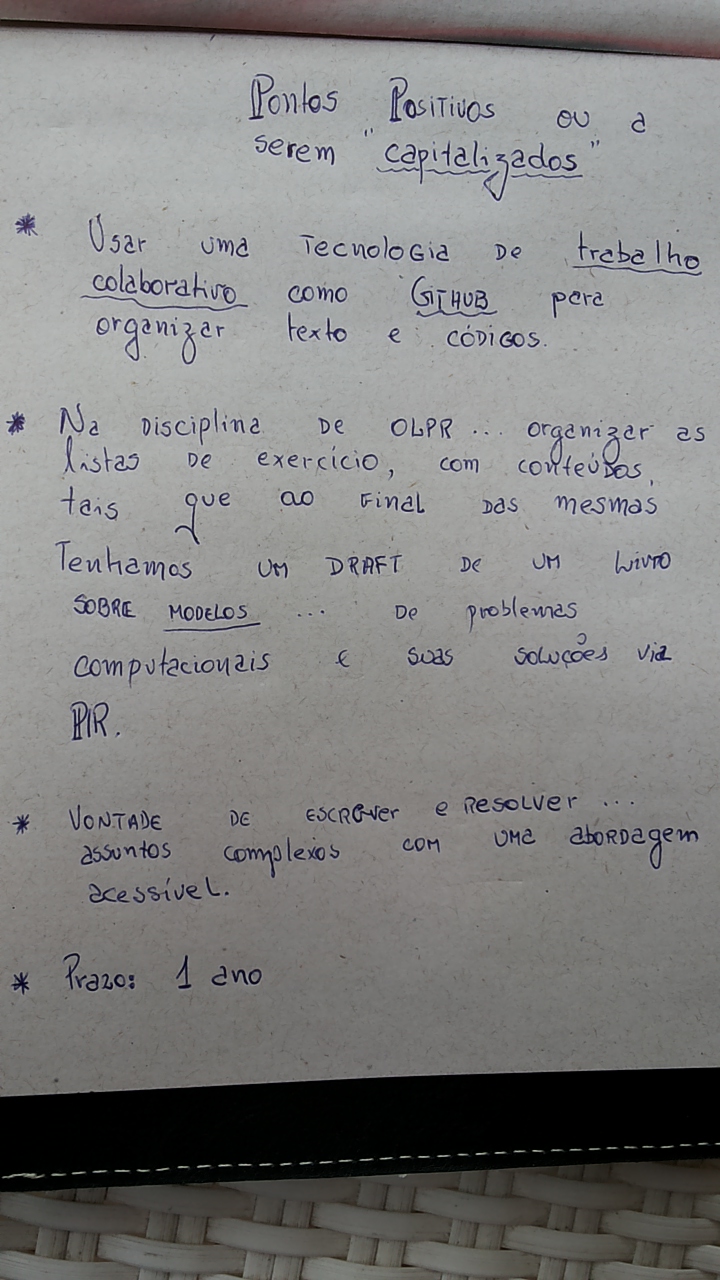 Pontos Positivos ou a
serem "capitalizados"
* Usar uma Tecnologia de trabalho
colaborativo como GITHUB para
organizar texto e CÓDIGOS.
* Na Disciplina de OLPR ... organizar as
listas de exercício, com conteúdos,
tais que ao final das mesmas
Tenhamos UM DRAFT de UM Livro
SOBRE MODELOS ... De problemas
computacionais e suas soluções via
PIR.
* VONTADE DE ESCREVER e RESOLVER ...
assuntos complexos com uma abordagem
acessível.
* Prazo: 1 ano